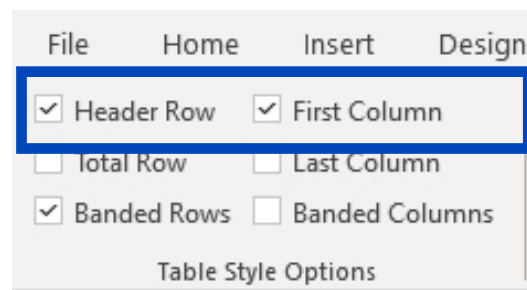 File Home Insert Design
Header Row First Column
Total Row Last Column
Banded Rows Banded Columns
Table Style Options